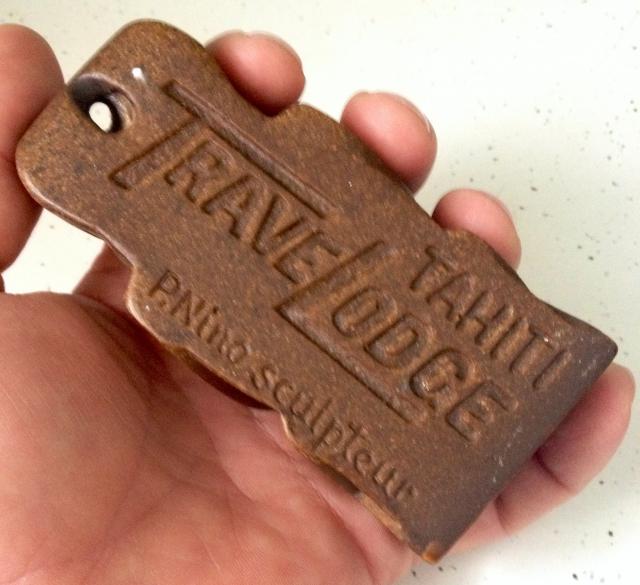 TRAVELODGE
TAHITI
P.Nino Sculpteur